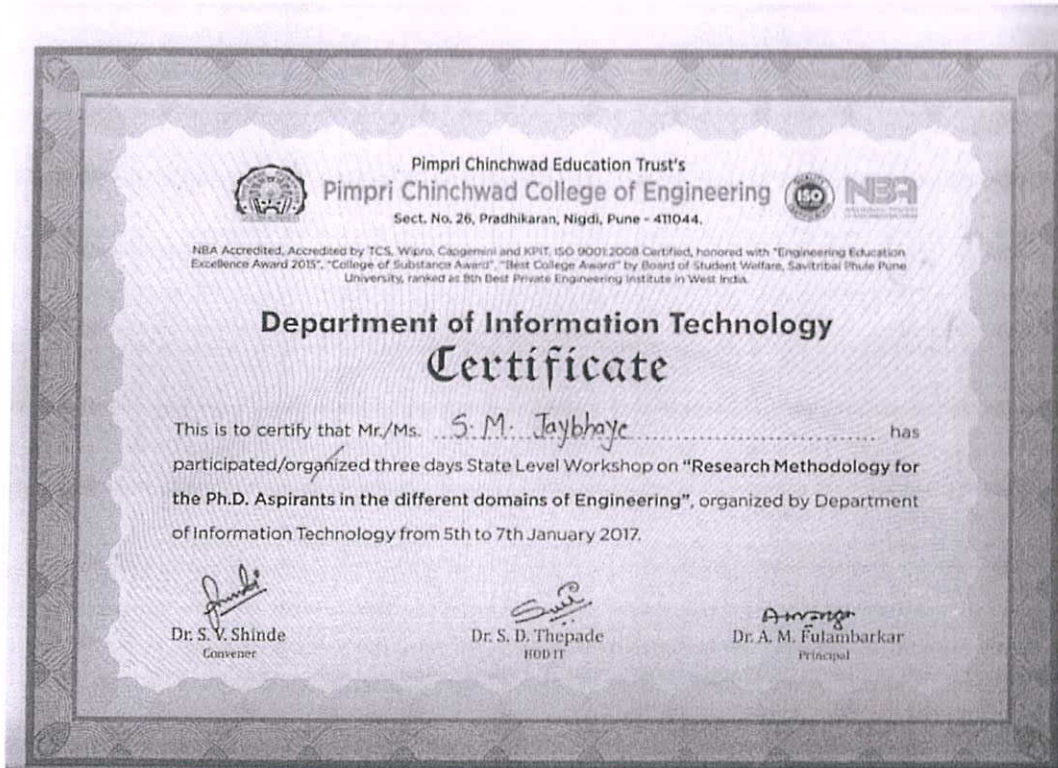 Pimpri Chinchwad Education Trust's
Pimpri Chinchwad College of Engineering
ISO
NBA
Sect. No. 26, Pradhikaran, Nigdi, Pune - 411044.
NBA Accredited, Accredited by TCS, Wipro, Capgemini and KPIT, ISO 9001:2008 Certified, honored with "Engineering Education
Excellence Award 2015", "College of Substance Award", "Best College Award" by Board of Student Welfare, Savitribai Phule Pune
University, ranked as 8th Best Private Engineering Institute in West India.
Department of Information Technology
Certificate
This is to certify that Mr./Ms. S. M. Jaybhaye has
participated/organized three days State Level Workshop on "Research Methodology for
the Ph.D. Aspirants in the different domains of Engineering", organized by Department
of Information Technology from 5th to 7th January 2017.
Dr. S. V. Shinde
Convener
Dr. S. D. Thepade
HOD IT
Dr. A. M. Fulambarkar
Principal